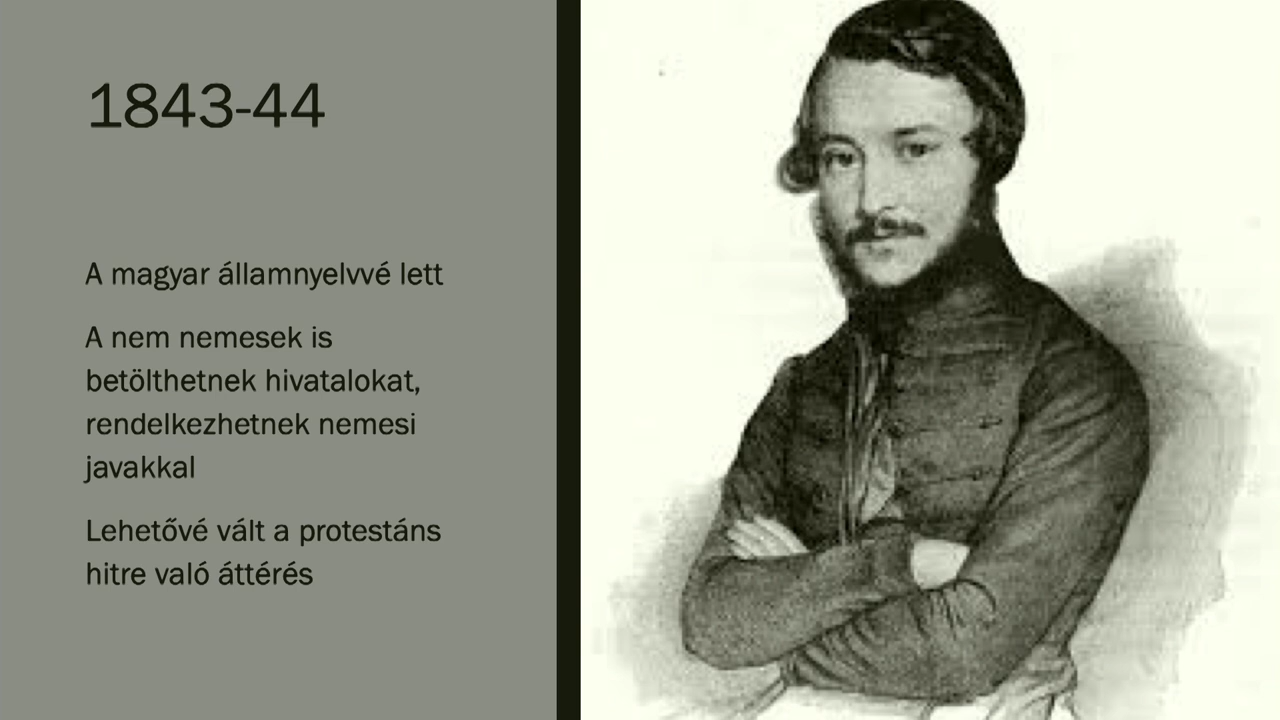 1843-44
A magyar államnyelvvé lett
A nem nemesek is
betölthetnek hivatalokat,
rendelkezhetnek nemesi
javakkal
Lehetővé vált a protestáns
hitre való áttérés